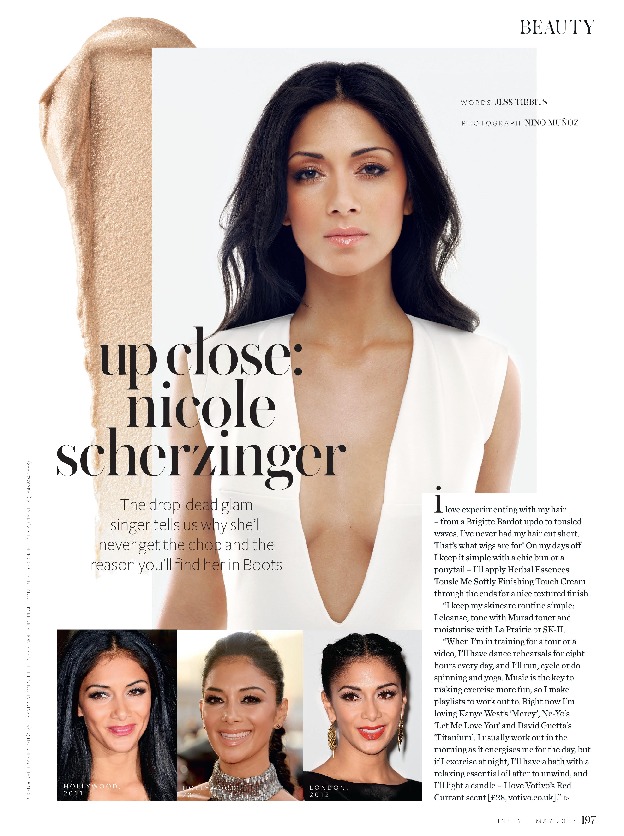 BEAUTY
WORDS JESS TIBBITS
PHOTOGRAPH NINO MUÑOZ
up close:
nicole
scherzinger
The drop-dead glam
singer tells us why she'll
never get the chop and the
reason you'll find her in Boots
i love experimenting with my hair
– from a Brigitte Bardot updo to tousled
waves, I've never had my hair cut short.
That's what wigs are for! On my days off
I keep it simple with a chic bun or a
ponytail – I'll apply Herbal Essences
Tousle Me Softly Finishing Touch Cream
through the ends for a nice textured finish.
"I keep my skincare routine simple;
I cleanse, tone with Murad toner and
moisturise with La Prairie or SK-II.
"When I'm in training for a tour or a
video, I'll have dance rehearsals for eight
hours every day, and I'll run, cycle or do
spinning and yoga. Music is the key to
making exercise more fun, so I make
playlists to work out to. Right now I'm
loving Kanye West's 'Mercy', Ne-Yo's
'Let Me Love You' and David Guetta's
'Titanium'. I usually work out in the
morning as it energises me for the day, but
if I exercise at night, I'll have a bath with a
relaxing essential oil after to unwind, and
I'll light a candle – I love Votivo's Red
Currant scent [£28, votivo.co.uk]."
HOLLYWOOD,
2011
LONDON,
2012
197